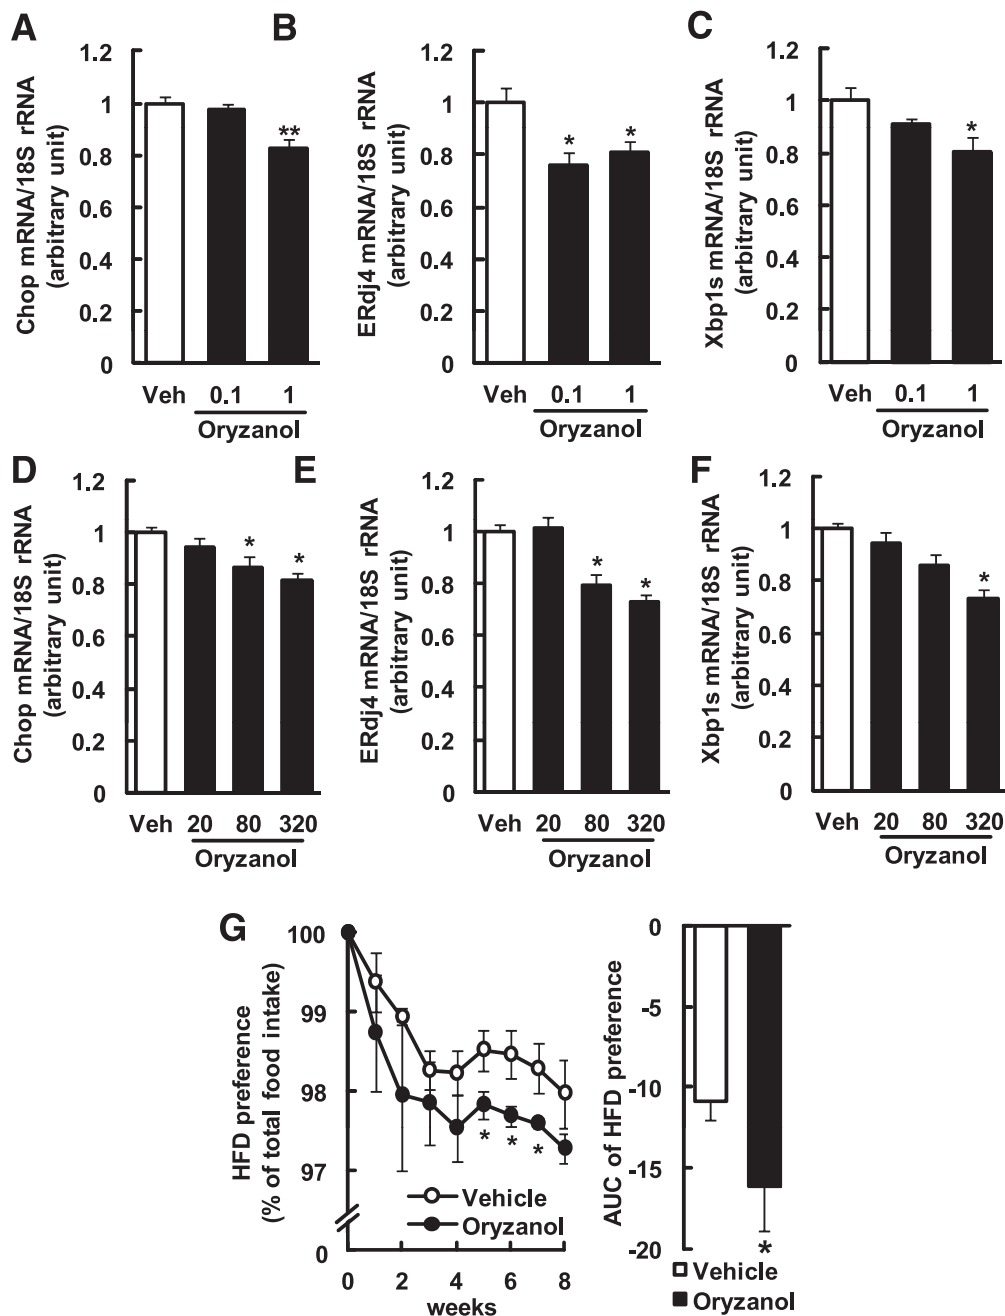 A
Chop mRNA/18S rRNA
(arbitrary unit)
1.2
1
0.8
0.6
0.4
0.2
0
**
Veh 0.1 1
Oryzanol
B
ERdj4 mRNA/18S rRNA
(arbitrary unit)
1.2
1
0.8
0.6
0.4
0.2
0
* *
Veh 0.1 1
Oryzanol
C
Xbp1s mRNA/18S rRNA
(arbitrary unit)
1.2
1
0.8
0.6
0.4
0.2
0
*
Veh 0.1 1
Oryzanol
D
Chop mRNA/18S rRNA
(arbitrary unit)
1.2
1
0.8
0.6
0.4
0.2
0
* *
Veh 20 80 320
Oryzanol
E
ERdj4 mRNA/18S rRNA
(arbitrary unit)
1.2
1
0.8
0.6
0.4
0.2
0
* *
Veh 20 80 320
Oryzanol
F
Xbp1s mRNA/18S rRNA
(arbitrary unit)
1.2
1
0.8
0.6
0.4
0.2
0
*
Veh 20 80 320
Oryzanol
G
HFD preference
(% of total food intake)
100
99
98
97
0
* * *
Vehicle
Oryzanol
0 2 4 6 8
weeks
AUC of HFD preference
0
-5
-10
-15
-20
*
Vehicle
Oryzanol